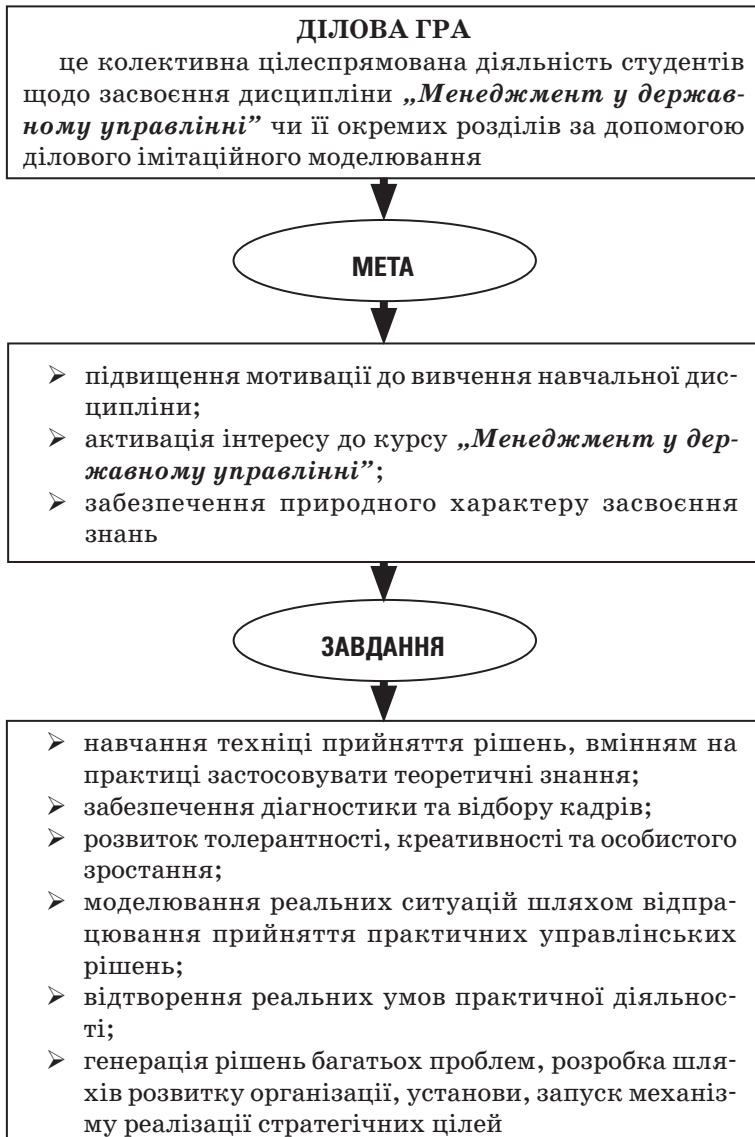 ДІЛОВА ГРА
це колективна цілеспрямована діяльність студентів
щодо засвоєння дисципліни „Менеджмент у держав-
ному управлінні” чи її окремих розділів за допомогою
ділового імітаційного моделювання
МЕТА
➢ підвищення мотивації до вивчення навчальної дис-
ципліни;
➢ активація інтересу до курсу „Менеджмент у дер-
жавному управлінні”;
➢ забезпечення природного характеру засвоєння
знань
ЗАВДАННЯ
➢ навчання техніці прийняття рішень, вмінням на
практиці застосовувати теоретичні знання;
➢ забезпечення діагностики та відбору кадрів;
➢ розвиток толерантності, креативності та особистого
зростання;
➢ моделювання реальних ситуацій шляхом відпра-
цювання прийняття практичних управлінських
рішень;
➢ відтворення реальних умов практичної діяльнос-
ті;
➢ генерація рішень багатьох проблем, розробка шля-
хів розвитку організації, установи, запуск механіз-
му реалізації стратегічних цілей